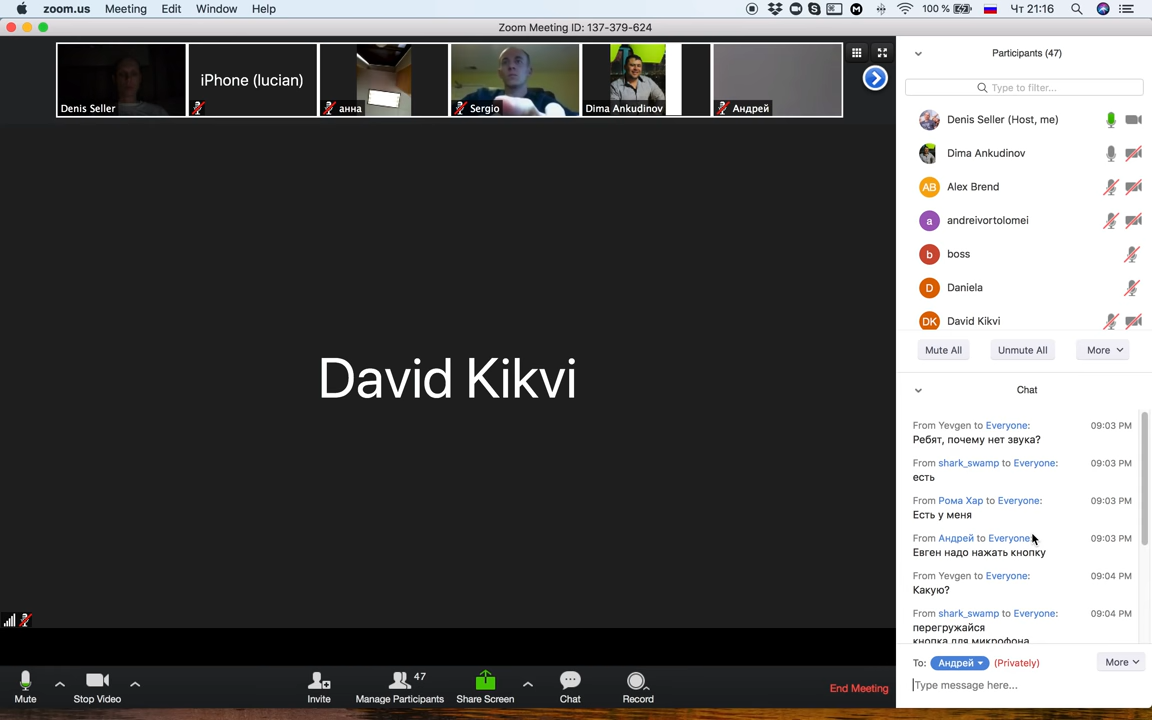 zoom.us Meeting Edit Window Help 100 % Чт 21:16
Zoom Meeting ID: 137-379-624
Denis Seller
iPhone (lucian)
анна
Sergio
Dima Ankudinov
Андрей
David Kikvi
Participants (47)
Type to filter...
Denis Seller (Host, me)
Dima Ankudinov
AB Alex Brend
a andreivortolomei
b boss
D Daniela
DK David Kikvi
Mute All Unmute All More
Chat
From Yevgen to Everyone: 09:03 PM
Ребят, почему нет звука?
From shark_swamp to Everyone: 09:03 PM
есть
From Рома Хар to Everyone: 09:03 PM
Есть у меня
From Андрей to Everyone: 09:03 PM
Евген надо нажать кнопку
From Yevgen to Everyone: 09:04 PM
Какую?
From shark_swamp to Everyone: 09:04 PM
перегружайся
кнопка для микрофона
To: Андрей (Privately) More
Type message here...
Mute Stop Video Invite Manage Participants 47 Share Screen Chat Record End Meeting